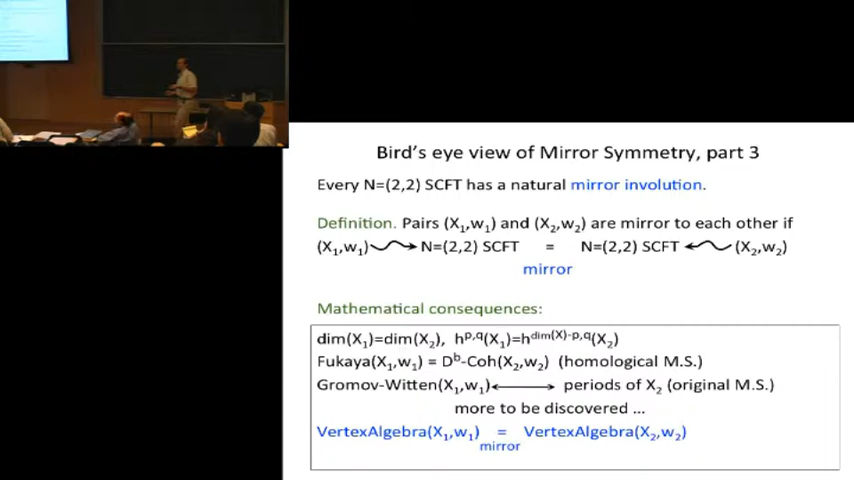 Bird's eye view of Mirror Symmetry, part 3
Every N=(2,2) SCFT has a natural mirror involution.
Definition. Pairs (X₁,w₁) and (X₂,w₂) are mirror to each other if
(X₁,w₁) N=(2,2) SCFT = N=(2,2) SCFT (X₂,w₂)
mirror
Mathematical consequences:
dim(X₁)=dim(X₂), hᵖ,ᑫ(X₁)=h^dim(X)-p,q(X₂)
Fukaya(X₁,w₁) = Dᵇ-Coh(X₂,w₂) (homological M.S.)
Gromov-Witten(X₁,w₁)⟷ periods of X₂ (original M.S.)
more to be discovered ...
VertexAlgebra(X₁,w₁) = VertexAlgebra(X₂,w₂)
mirror